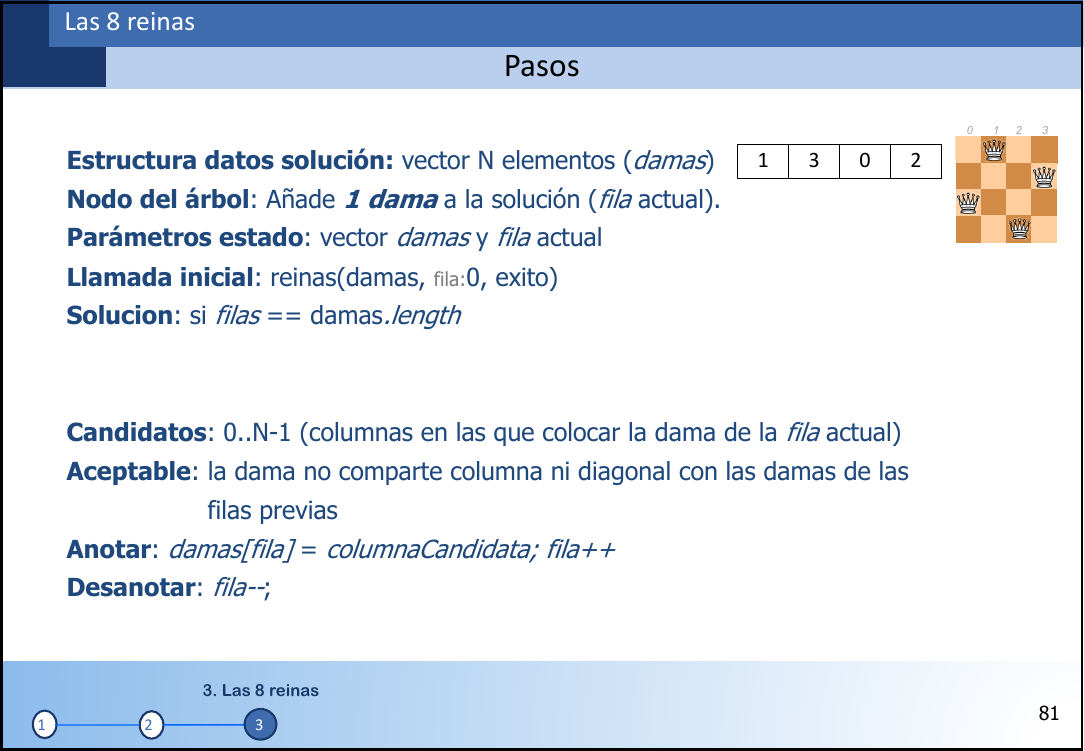 Las 8 reinas
Pasos
Estructura datos solución: vector N elementos (damas)
1 3 0 2
0 1 2 3
Nodo del árbol: Añade 1 dama a la solución (fila actual).
Parámetros estado: vector damas y fila actual
Llamada inicial: reinas(damas, fila:0, exito)
Solucion: si filas == damas.length
Candidatos: 0..N-1 (columnas en las que colocar la dama de la fila actual)
Aceptable: la dama no comparte columna ni diagonal con las damas de las
filas previas
Anotar: damas[fila] = columnaCandidata; fila++
Desanotar: fila--;
3. Las 8 reinas
1 2 3
81